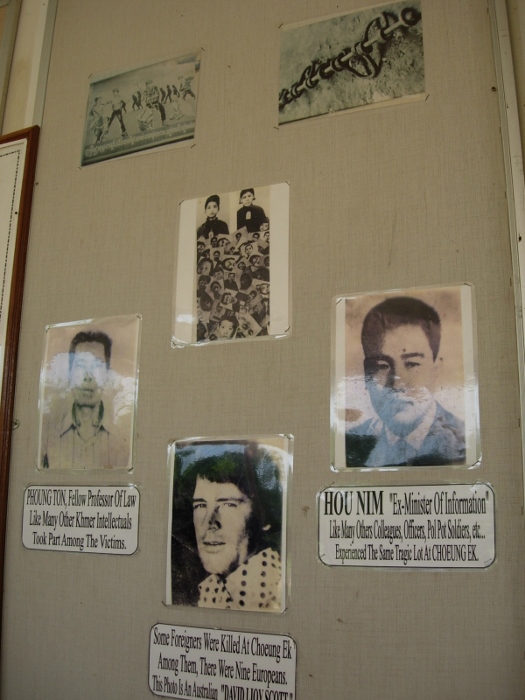 PHOUNG TON, Fellow Professor Of Law
Like Many Other Khmer Intellectuals
Took Part Among The Victims.
HOU NIM "Ex-Minister Of Information"
Like Many Others Colleagues, Officers, Pol Pot Soldiers, etc...
Experienced The Same Tragic Lot At CHOEUNG EK.
Some Foreigners Were Killed At Choeung Ek
Among Them, There Were Nine Europeans.
This Photo Is An Australian "DAVID LIOY SCOTT"